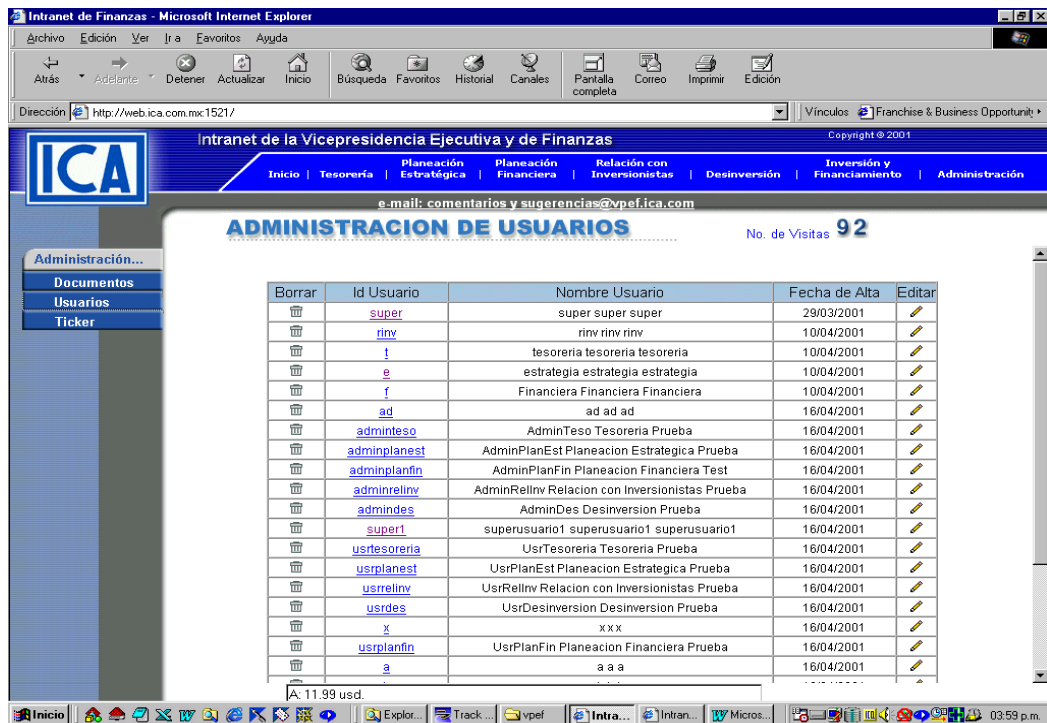 Intranet de Finanzas - Microsoft Internet Explorer
Archivo Edición Ver Ir a Favoritos Ayuda
Atrás Adelante Detener Actualizar Inicio Búsqueda Favoritos Historial Canales Pantalla completa Correo Imprimir Edición
Dirección http://web.ica.com.mx:1521/ Vínculos Franchise & Business Opportunity
ICA
Intranet de la Vicepresidencia Ejecutiva y de Finanzas Copyright © 2001
Inicio | Tesorería | Planeación Estratégica | Planeación Financiera | Relación con Inversionistas | Desinversión | Inversión y Financiamiento | Administración
e-mail: comentarios y sugerencias@vpef.ica.com
ADMINISTRACION DE USUARIOS No. de Visitas 92
Administración...
Documentos
Usuarios
Ticker
Borrar Id Usuario Nombre Usuario Fecha de Alta Editar
super super super super 29/03/2001
rinv rinv rinv rinv 10/04/2001
t tesoreria tesoreria tesoreria 10/04/2001
e estrategia estrategia estrategia 10/04/2001
f Financiera Financiera Financiera 10/04/2001
ad ad ad ad 16/04/2001
adminteso AdminTeso Tesoreria Prueba 16/04/2001
adminplanest AdminPlanEst Planeacion Estrategica Prueba 16/04/2001
adminplanfin AdminPlanFin Planeacion Financiera Test 16/04/2001
adminrelinv AdminRelInv Relacion con Inversionistas Prueba 16/04/2001
admindes AdminDes Desinversion Prueba 16/04/2001
super1 superusuario1 superusuario1 superusuario1 16/04/2001
usrtesoreria UsrTesoreria Tesoreria Prueba 16/04/2001
usrplanest UsrPlanEst Planeacion Estrategica Prueba 16/04/2001
usrrelinv UsrRelInv Relacion con Inversionistas Prueba 16/04/2001
usrdes UsrDesinversion Desinversion Prueba 16/04/2001
x x x x 16/04/2001
usrplanfin UsrPlanFin Planeacion Financiera Prueba 16/04/2001
a a a a 16/04/2001
A: 11.99 usd.
Inicio Explor... Track ... vpef Intra... Intran... Micros... 03:59 p.m.